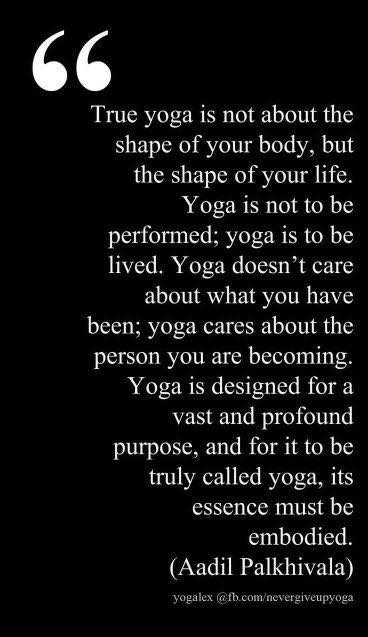 “
True yoga is not about the
shape of your body, but
the shape of your life.
Yoga is not to be
performed; yoga is to be
lived. Yoga doesn’t care
about what you have
been; yoga cares about the
person you are becoming.
Yoga is designed for a
vast and profound
purpose, and for it to be
truly called yoga, its
essence must be
embodied.
(Aadil Palkhivala)
yogalex @fb.com/nevergiveupyoga